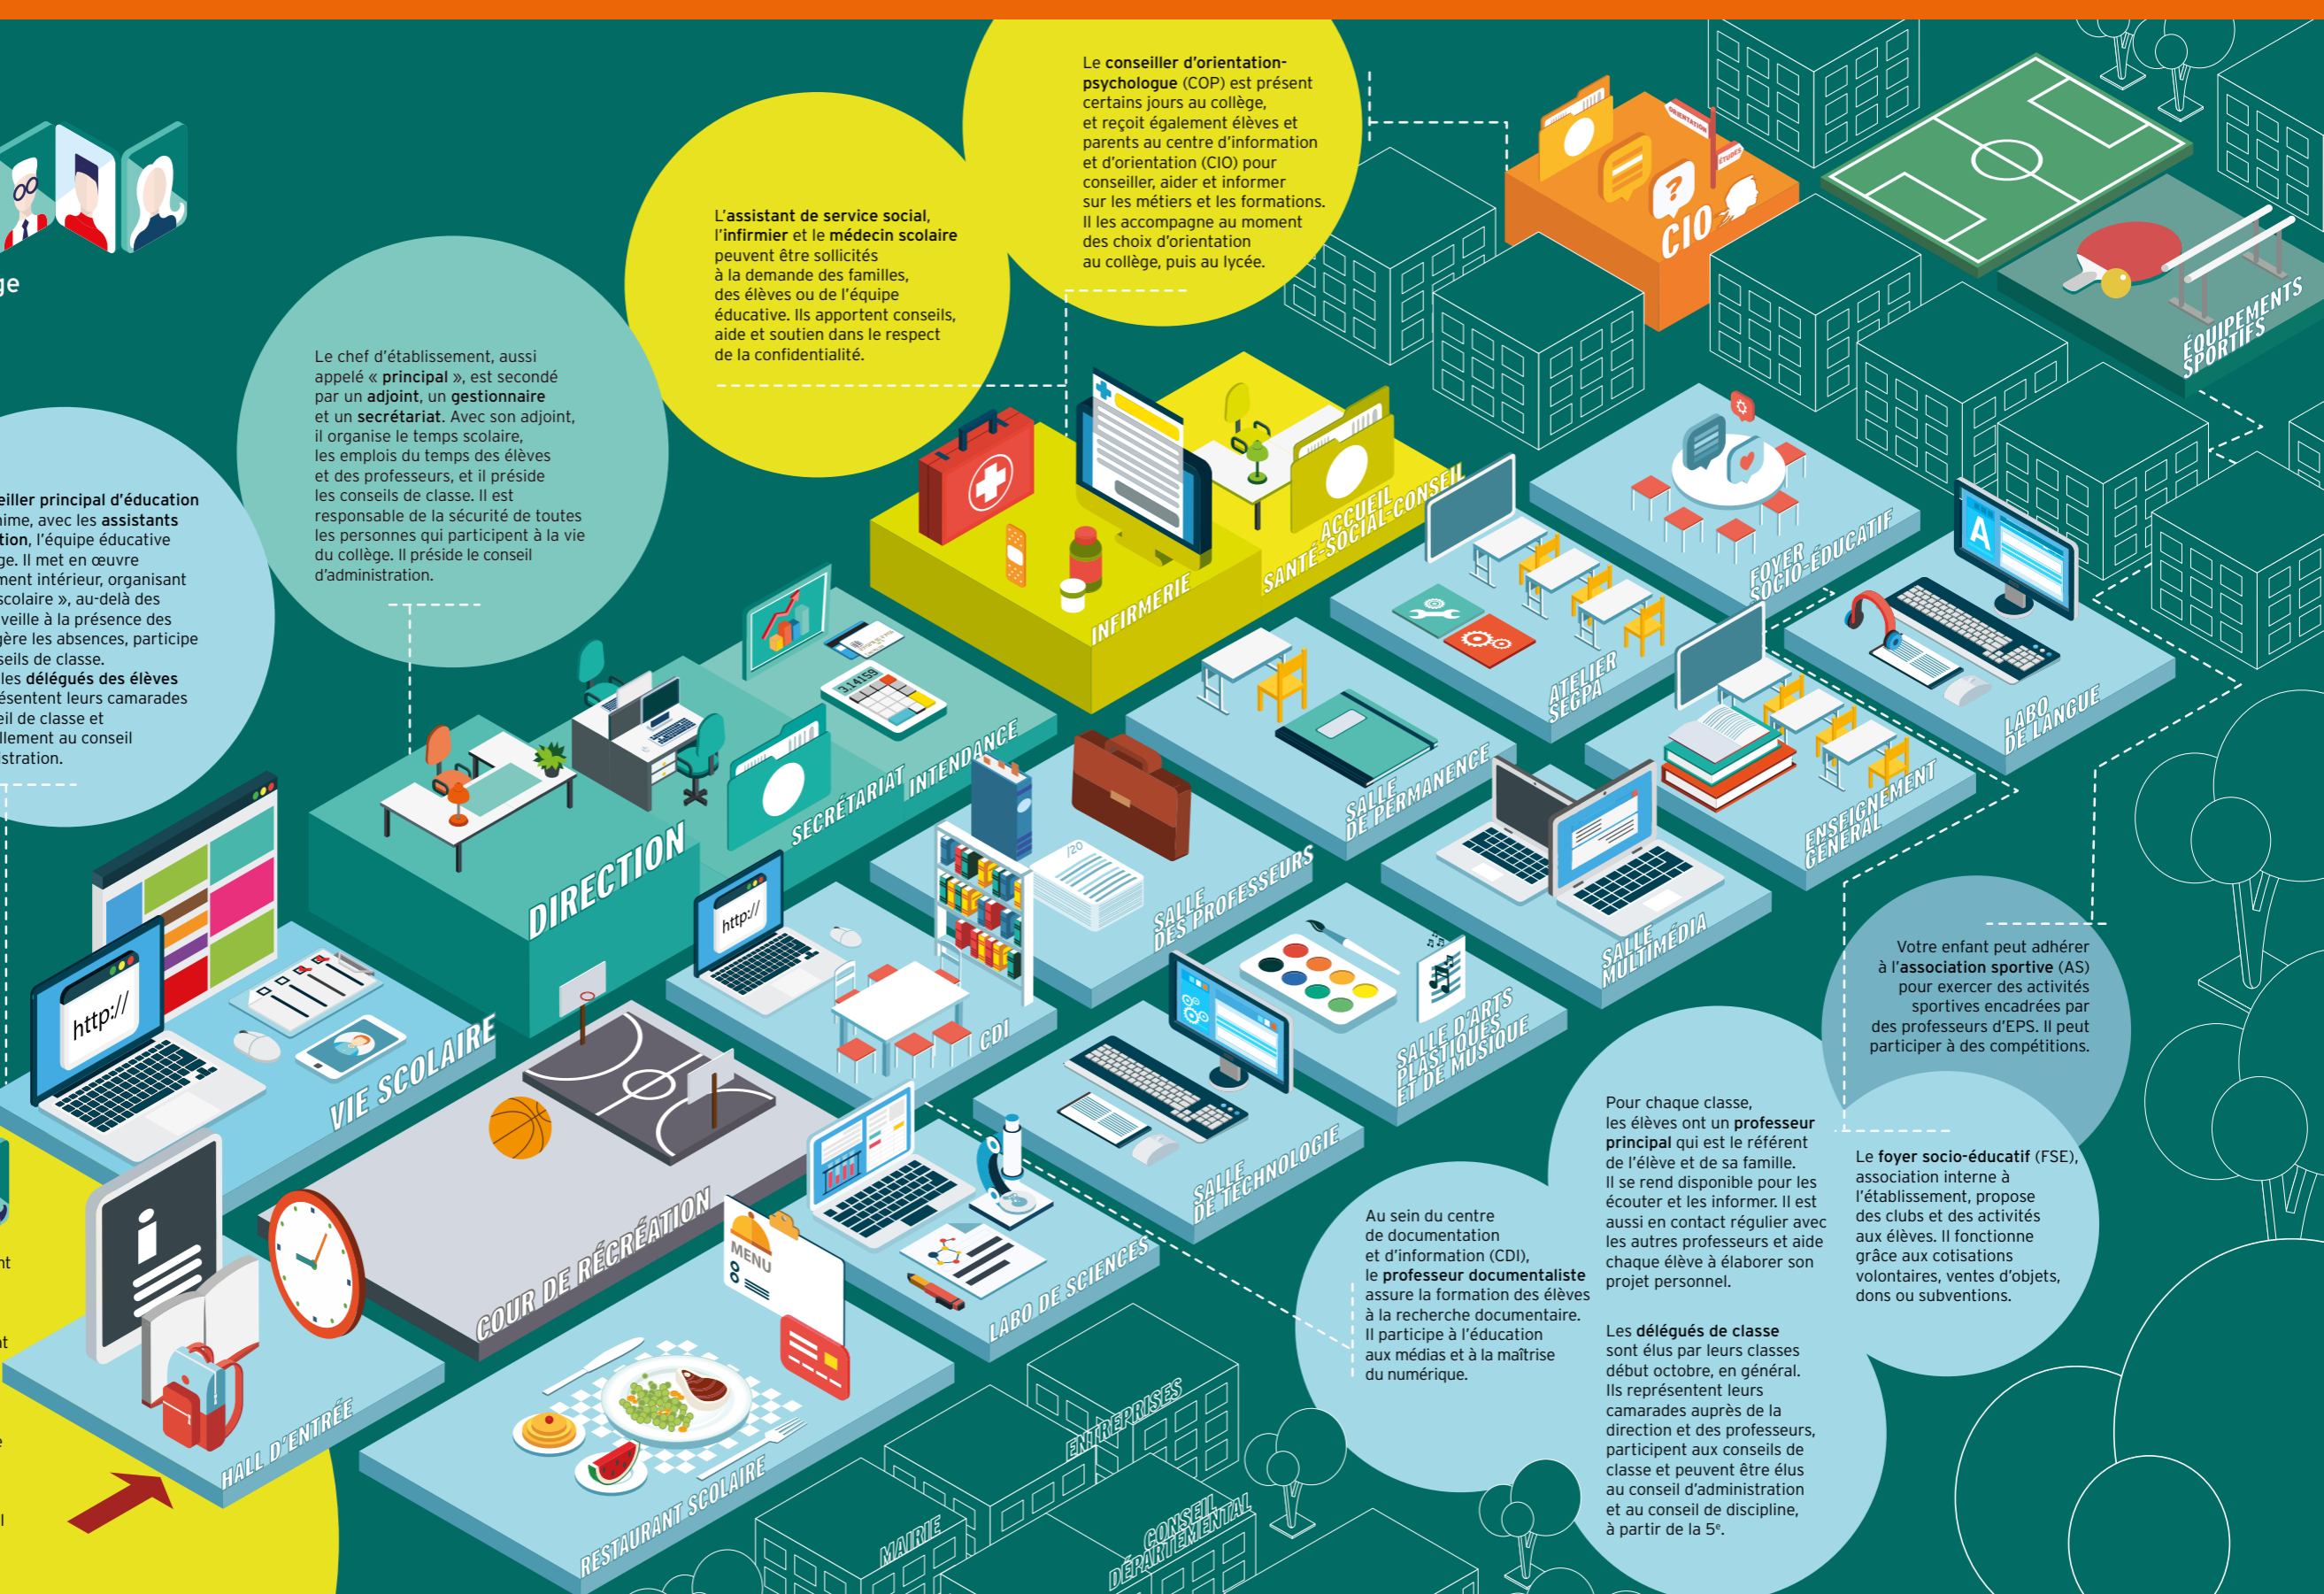 Le conseiller d'orientation-
psychologue (COP) est présent
certains jours au collège,
et reçoit également élèves et
parents au centre d'information
et d'orientation (CIO) pour
conseiller, aider et informer
sur les métiers et les formations.
Il les accompagne au moment
des choix d'orientation
au collège, puis au lycée.
L'assistant de service social,
l'infirmier et le médecin scolaire
peuvent être sollicités
à la demande des familles,
des élèves ou de l'équipe
éducative. Ils apportent conseils,
aide et soutien dans le respect
de la confidentialité.
Le chef d'établissement, aussi
appelé « principal », est secondé
par un adjoint, un gestionnaire
et un secrétariat. Avec son adjoint,
il organise le temps scolaire,
les emplois du temps des élèves
et des professeurs, et il préside
les conseils de classe. Il est
responsable de la sécurité de toutes
les personnes qui participent à la vie
du collège. Il préside le conseil
d'administration.
ge
eiller principal d'éducation
nime, avec les assistants
tion, l'équipe éducative
ge. Il met en œuvre
ment intérieur, organisant
scolaire », au-delà des
veille à la présence des
gère les absences, participe
seils de classe.
les délégués des élèves
ésentent leurs camarades
eil de classe et
llement au conseil
istration.
ORIENTATION
ÉTUDES
?
CIO
ÉQUIPEMENTS
SPORTIFS
ACCUEIL
SANTÉ-SOCIAL-CONSEIL
INFIRMERIE
FOYER
SOCIO-ÉDUCATIF
A
LABO
DE LANGUE
ATELIER
SEGPA
ENSEIGNEMENT
GÉNÉRAL
SALLE
DE PERMANENCE
SALLE
MULTIMÉDIA
3.14159
INTENDANCE
SECRÉTARIAT
DIRECTION
/20
SALLE
DES PROFESSEURS
SALLE D'ARTS
PLASTIQUES
ET DE MUSIQUE
http://
CDI
SALLE
DE TECHNOLOGIE
http://
VIE SCOLAIRE
COUR DE RÉCRÉATION
LABO DE SCIENCES
MENU
RESTAURANT SCOLAIRE
i
HALL D'ENTRÉE
nt
e
l
ENTREPRISES
MAIRIE
CONSEIL
DÉPARTEMENTAL
Au sein du centre
de documentation
et d'information (CDI),
le professeur documentaliste
assure la formation des élèves
à la recherche documentaire.
Il participe à l'éducation
aux médias et à la maîtrise
du numérique.
Pour chaque classe,
les élèves ont un professeur
principal qui est le référent
de l'élève et de sa famille.
Il se rend disponible pour les
écouter et les informer. Il est
aussi en contact régulier avec
les autres professeurs et aide
chaque élève à élaborer son
projet personnel.
Les délégués de classe
sont élus par leurs classes
début octobre, en général.
Ils représentent leurs
camarades auprès de la
direction et des professeurs,
participent aux conseils de
classe et peuvent être élus
au conseil d'administration
et au conseil de discipline,
à partir de la 5e.
Votre enfant peut adhérer
à l'association sportive (AS)
pour exercer des activités
sportives encadrées par
des professeurs d'EPS. Il peut
participer à des compétitions.
Le foyer socio-éducatif (FSE),
association interne à
l'établissement, propose
des clubs et des activités
aux élèves. Il fonctionne
grâce aux cotisations
volontaires, ventes d'objets,
dons ou subventions.